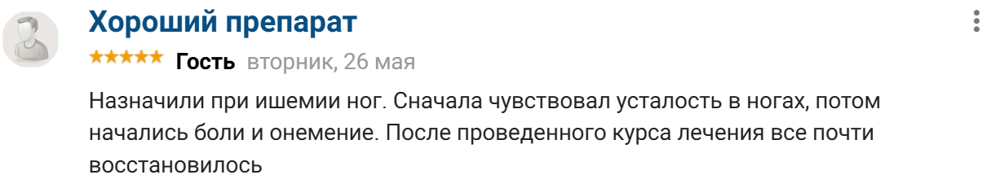 Хороший препарат
Гость вторник, 26 мая
Назначили при ишемии ног. Сначала чувствовал усталость в ногах, потом
начались боли и онемение. После проведенного курса лечения все почти
восстановилось